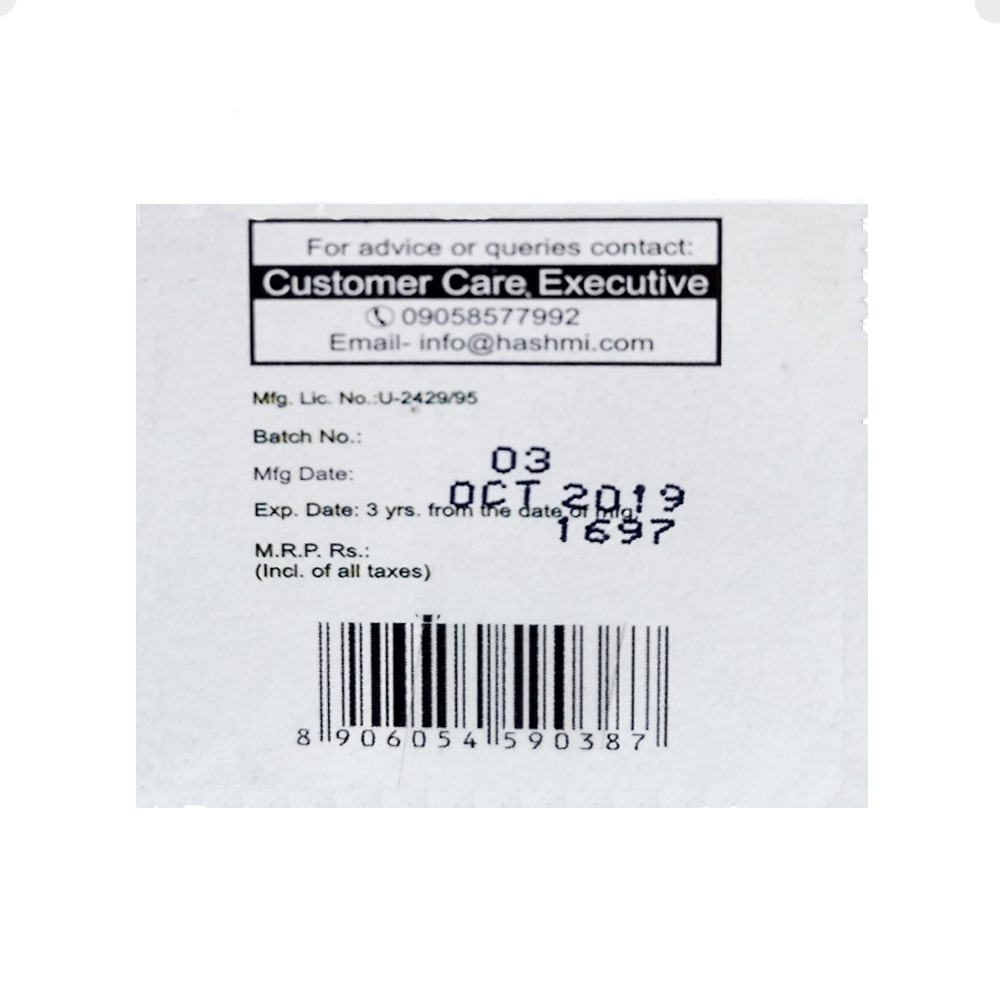 For advice or queries contact:
Customer Care Executive
09058577992
Email- info@hashmi.com
Mfg. Lic. No.:U-2429/95
Batch No.:
03
Mfg Date:
OCT 2019
Exp. Date: 3 yrs. from the date of mfg.
1697
M.R.P. Rs.:
(Incl. of all taxes)
8 906054 590387